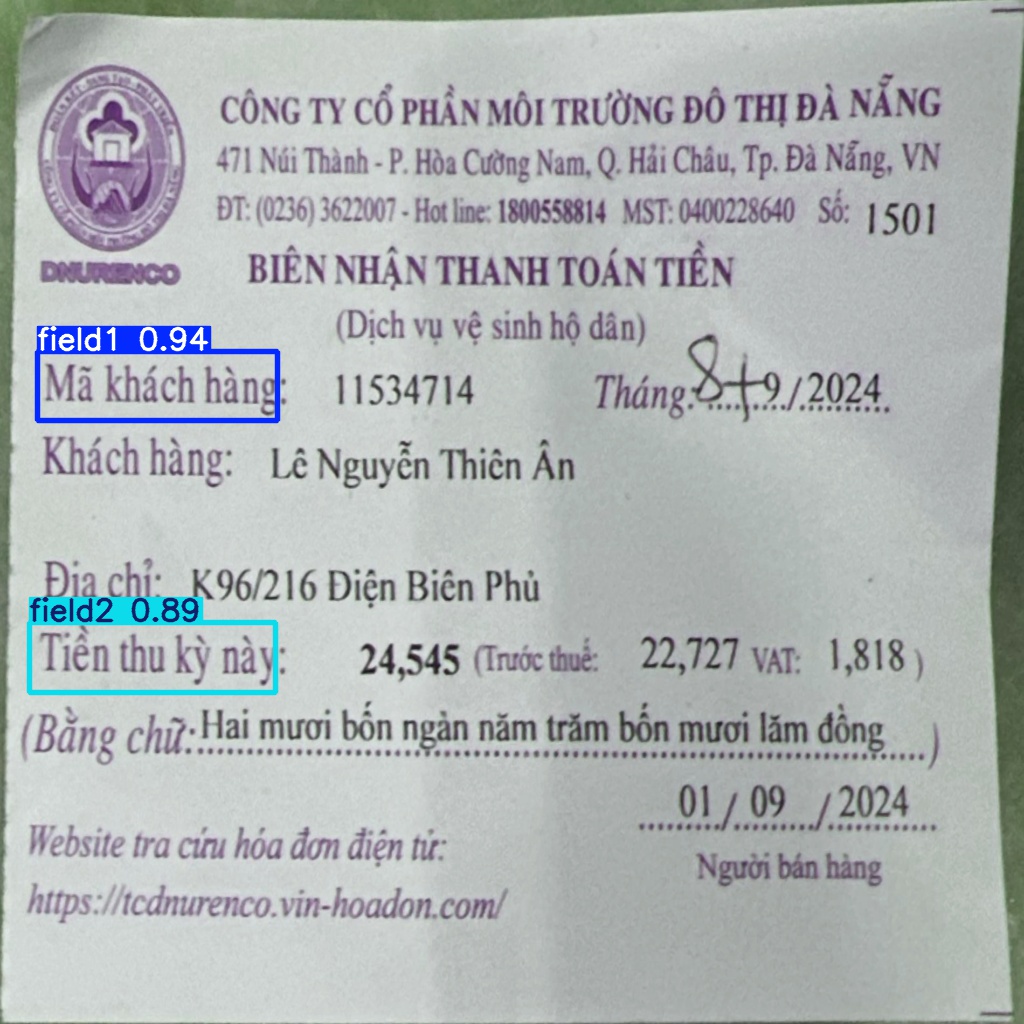 CÔNG TY CỔ PHẦN MÔI TRƯỜNG ĐÔ THỊ ĐÀ NẴNG
471 Núi Thành - P. Hòa Cường Nam, Q. Hải Châu, Tp. Đà Nẵng, VN
ĐT: (0236) 3622007 - Hot line: 1800558814 MST: 0400228640 Số: 1501
DNURENCO
BIÊN NHẬN THANH TOÁN TIỀN
(Dịch vụ vệ sinh hộ dân)
field1 0.94
Mã khách hàng: 11534714 Tháng 8+9/2024
Khách hàng: Lê Nguyễn Thiên Ân
Địa chỉ: K96/216 Điện Biên Phủ
field2 0.89
Tiền thu kỳ này: 24,545 (Trước thuế: 22,727 VAT: 1,818 )
(Bằng chữ: Hai mươi bốn ngàn năm trăm bốn mươi lăm đồng )
01 / 09 / 2024
Người bán hàng
Website tra cứu hóa đơn điện tử:
https://tcdnurenco.vin-hoadon.com/